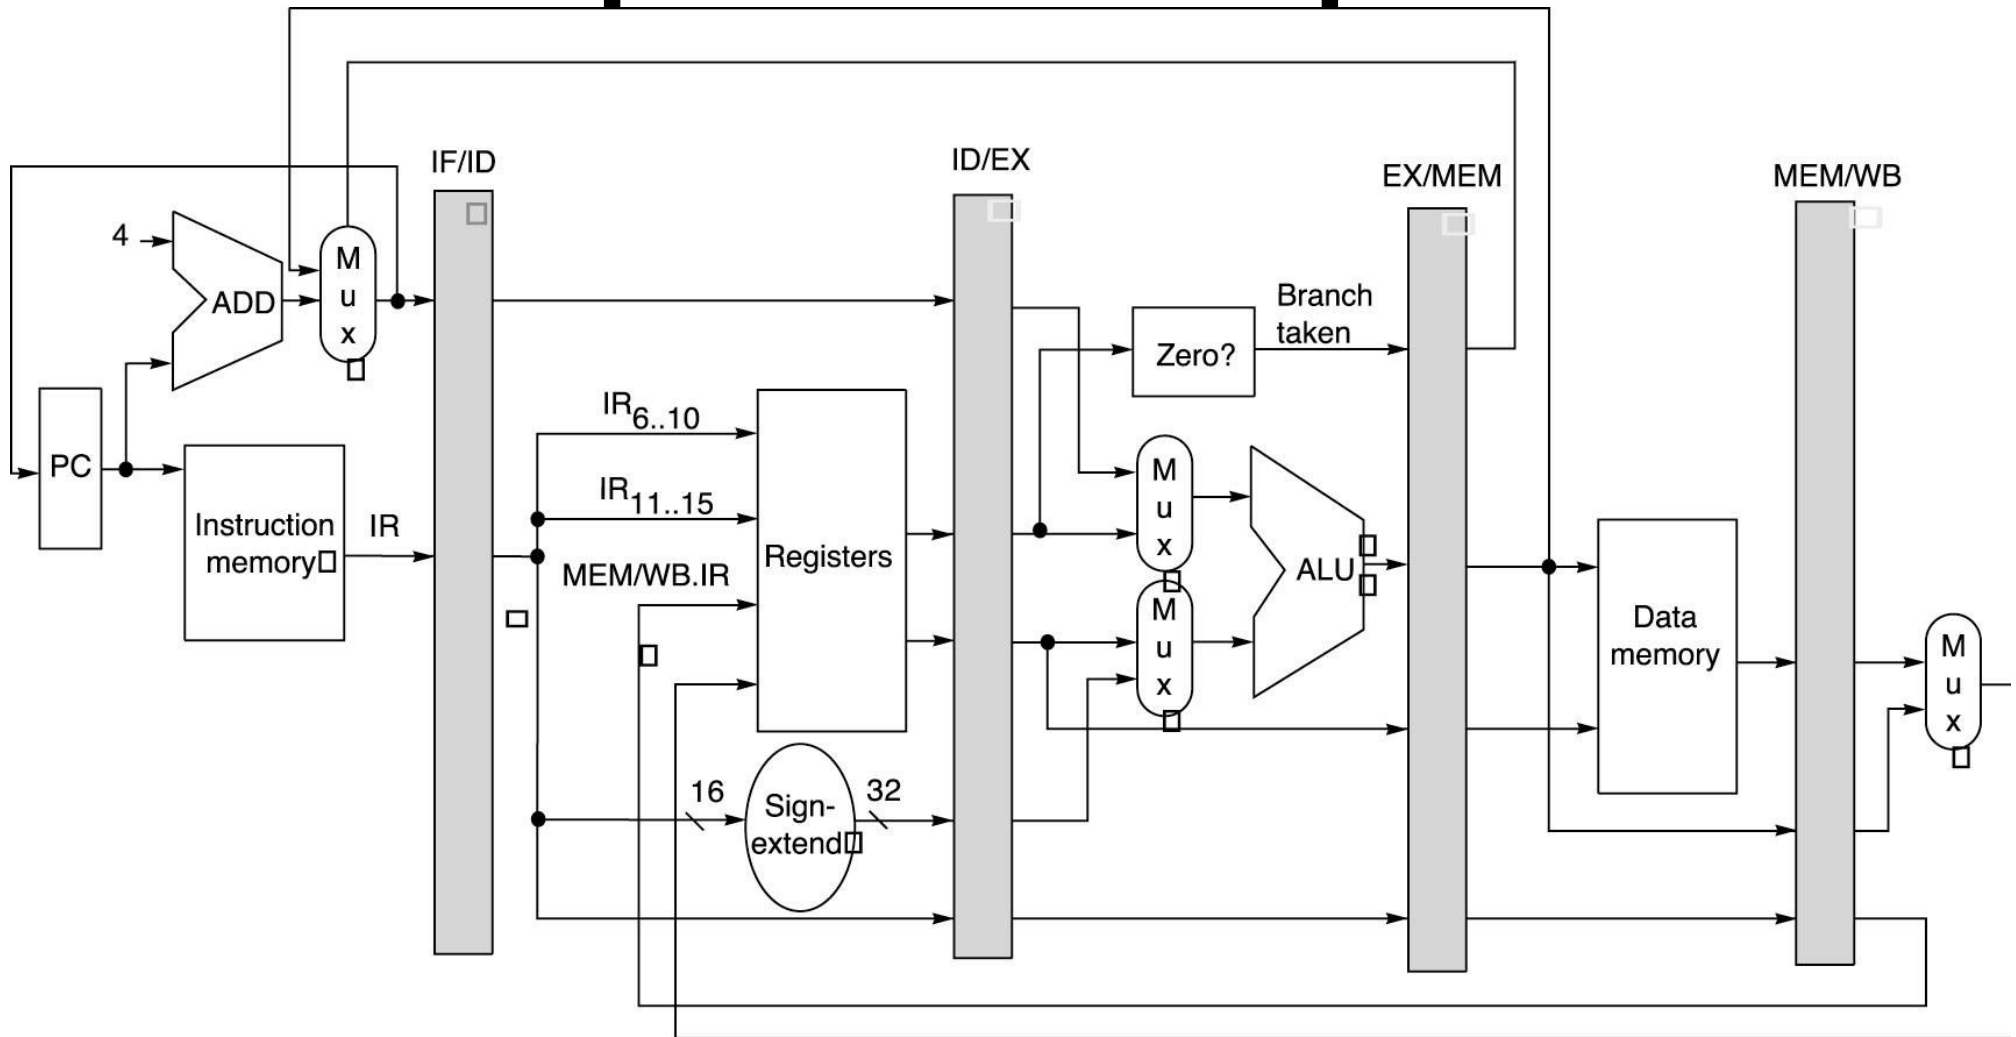 IF/ID
ID/EX
EX/MEM
MEM/WB
4
ADD
M
u
x
Branch
taken
Zero?
PC
Instruction
memory
IR
IR6..10
IR11..15
MEM/WB.IR
Registers
M
u
x
M
u
x
ALU
Data
memory
M
u
x
16
Sign-
extend
32